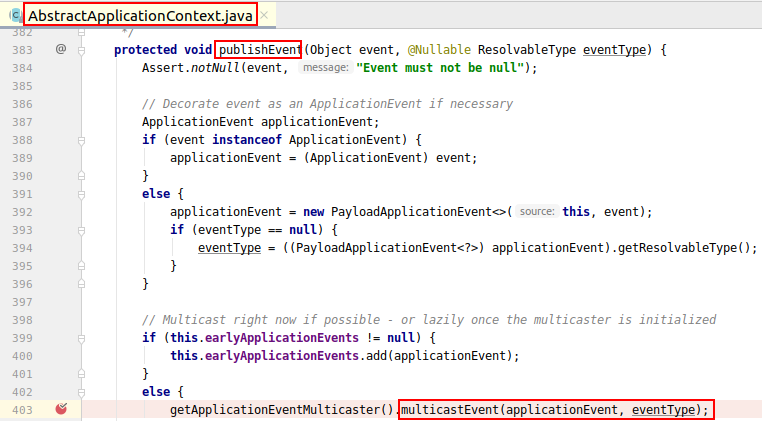 AbstractApplicationContext.java
382 */
383 @ protected void publishEvent(Object event, @Nullable ResolvableType eventType) {
384 Assert.notNull(event, message: "Event must not be null");
385
386 // Decorate event as an ApplicationEvent if necessary
387 ApplicationEvent applicationEvent;
388 if (event instanceof ApplicationEvent) {
389 applicationEvent = (ApplicationEvent) event;
390 }
391 else {
392 applicationEvent = new PayloadApplicationEvent<>( source: this, event);
393 if (eventType == null) {
394 eventType = ((PayloadApplicationEvent<?>) applicationEvent).getResolvableType();
395 }
396 }
397
398 // Multicast right now if possible - or lazily once the multicaster is initialized
399 if (this.earlyApplicationEvents != null) {
400 this.earlyApplicationEvents.add(applicationEvent);
401 }
402 else {
403 getApplicationEventMulticaster().multicastEvent(applicationEvent, eventType);